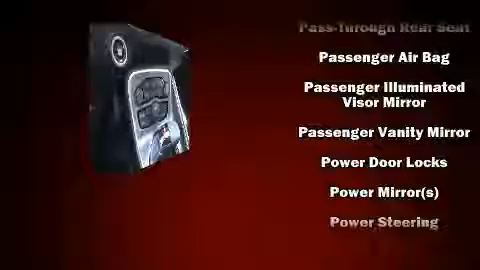 Pass-Through Rear Seat
Passenger Air Bag
Passenger Illuminated
Visor Mirror
Passenger Vanity Mirror
Power Door Locks
Power Mirror(s)
Power Steering